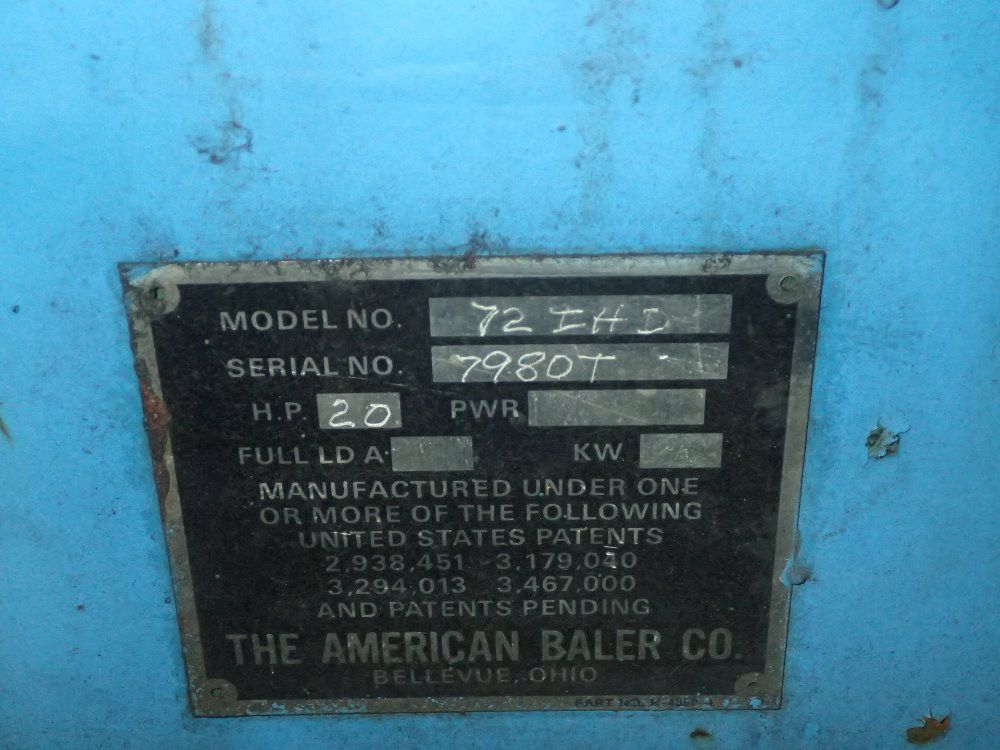 MODEL NO. 72 IHD
SERIAL NO. 7980T
H.P. 20 PWR
FULL LD A KW
MANUFACTURED UNDER ONE
OR MORE OF THE FOLLOWING
UNITED STATES PATENTS
2,938,451 3,179,040
3,294,013 3,467,000
AND PATENTS PENDING
THE AMERICAN BALER CO.
BELLEVUE, OHIO
PART NO.